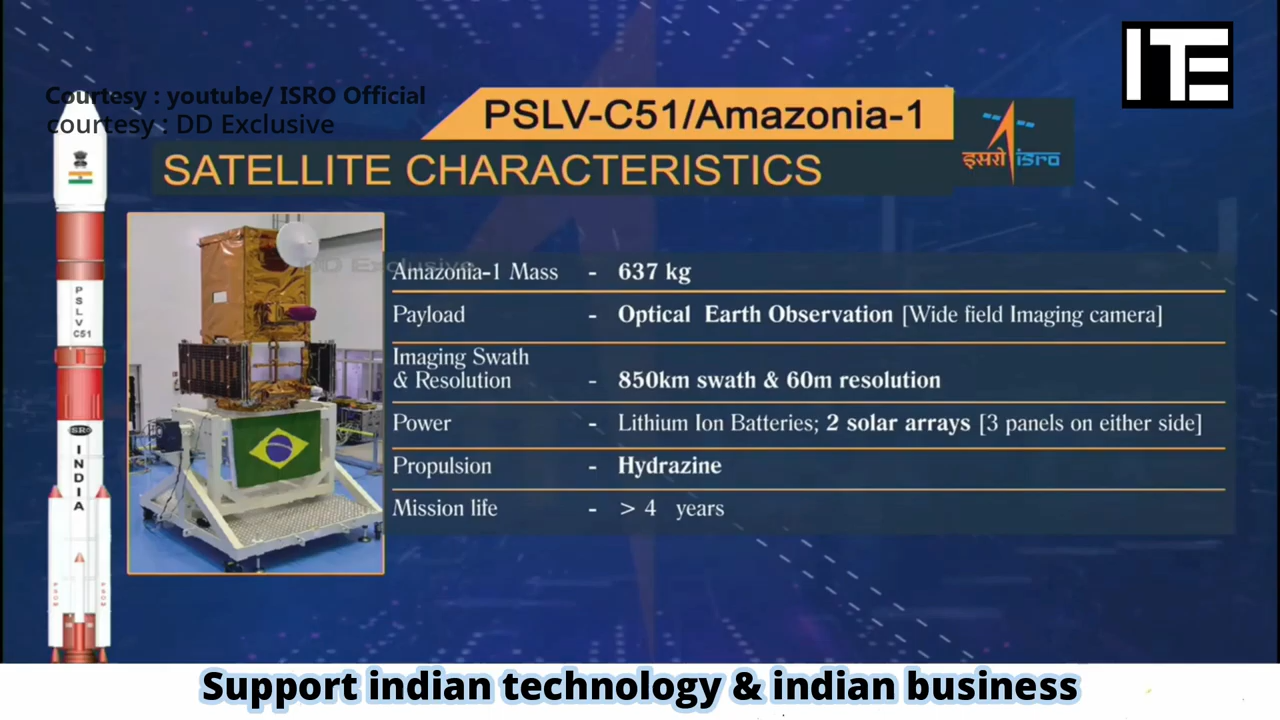 ITE
Courtesy : youtube/ ISRO Official
courtesy : DD Exclusive
PSLV-C51/Amazonia-1
इसरो isro
SATELLITE CHARACTERISTICS
DD Exclusive
Amazonia-1 Mass - 637 kg
Payload - Optical Earth Observation [Wide field Imaging camera]
Imaging Swath
& Resolution - 850km swath & 60m resolution
Power - Lithium Ion Batteries; 2 solar arrays [3 panels on either side]
Propulsion - Hydrazine
Mission life - > 4 years
PSLV
C51
ISRO
INDIA
Support indian technology & indian business